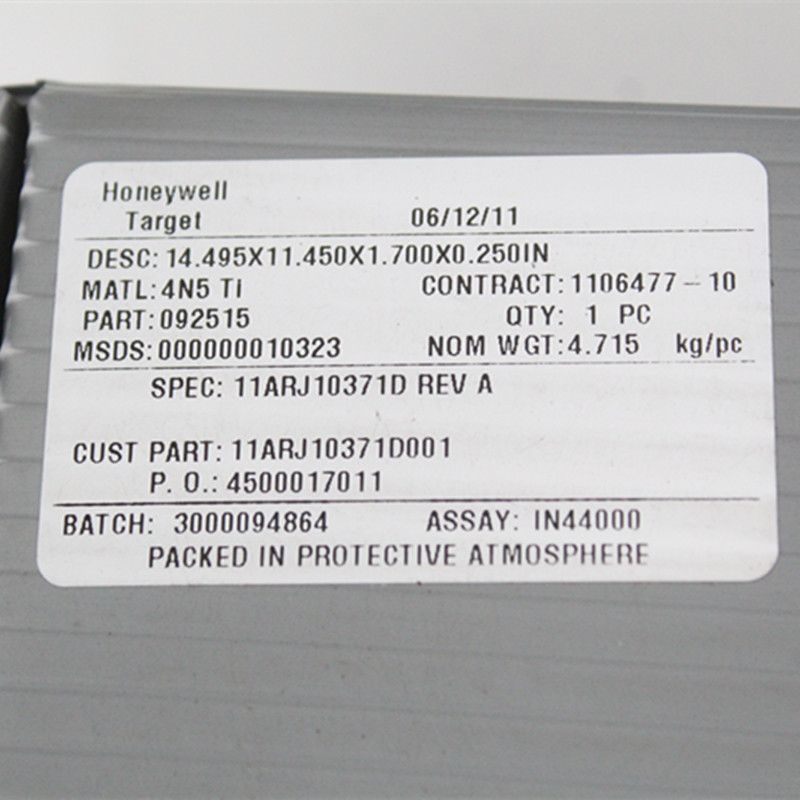 Honeywell
Target 06/12/11
DESC: 14.495X11.450X1.700X0.250IN
MATL: 4N5 Ti CONTRACT: 1106477-10
PART: 092515 QTY: 1 PC
MSDS: 000000010323 NOM WGT: 4.715 kg/pc
SPEC: 11ARJ10371D REV A
CUST PART: 11ARJ10371D001
P. O.: 4500017011
BATCH: 3000094864 ASSAY: IN44000
PACKED IN PROTECTIVE ATMOSPHERE